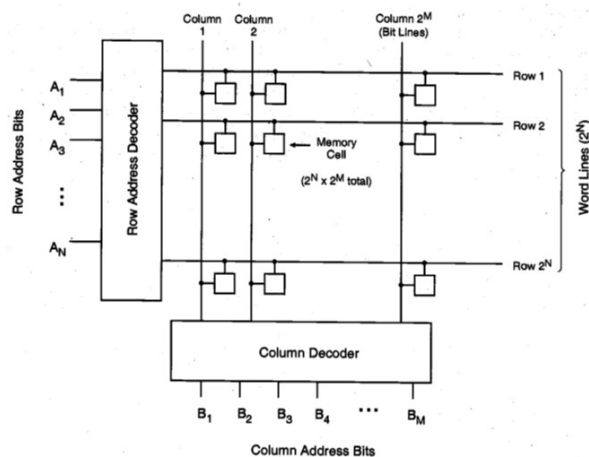 Column
1
Column
2
Column 2^M
(Bit Lines)
Row Address Bits
A₁
A₂
A₃
A_N
Row Address Decoder
Row 1
Row 2
Memory
Cell
(2^N x 2^M total)
Row 2^N
Word Lines (2^N)
Column Decoder
B₁ B₂ B₃ B₄ ••• B_M
Column Address Bits